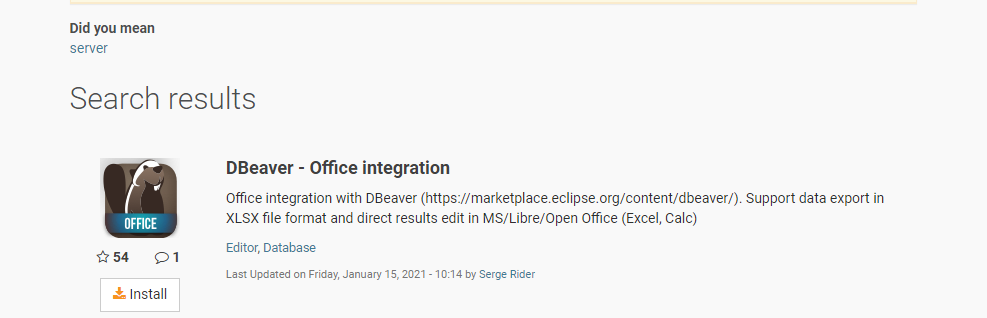 Did you mean
server
Search results
DBeaver - Office integration
Office integration with DBeaver (https://marketplace.eclipse.org/content/dbeaver/). Support data export in
XLSX file format and direct results edit in MS/Libre/Open Office (Excel, Calc)
OFFICE
Editor, Database
54 1
Last Updated on Friday, January 15, 2021 - 10:14 by Serge Rider
Install